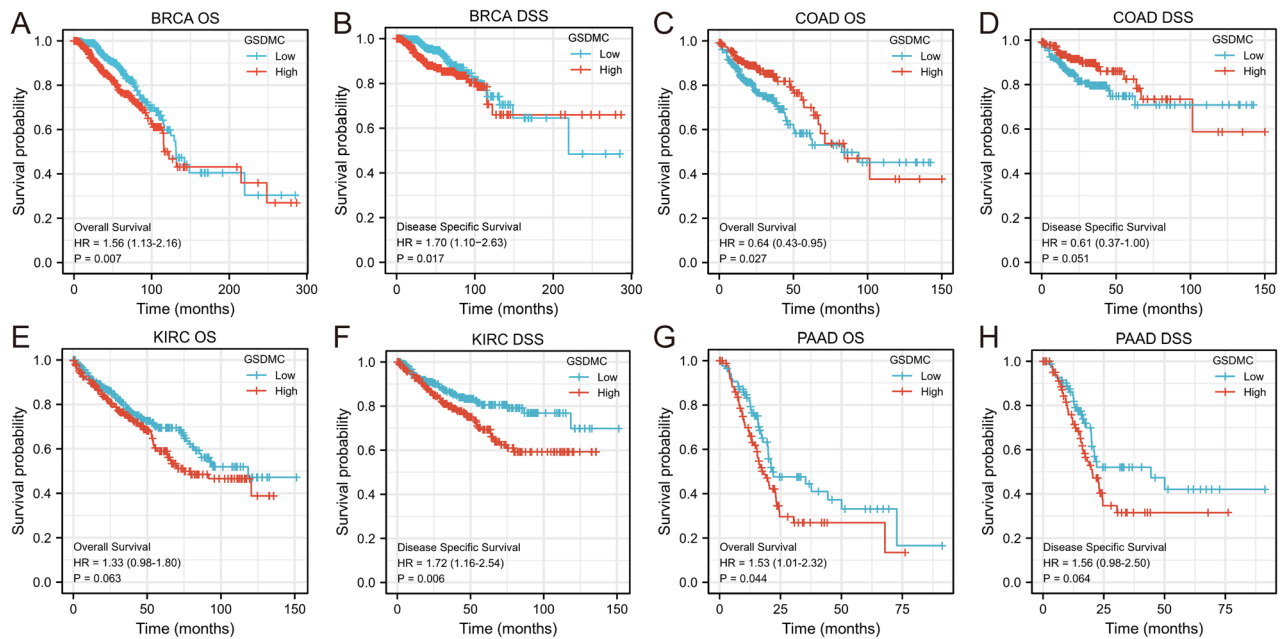 A
BRCA OS
GSDMC
Low
High
Survival probability
1.0
0.8
0.6
0.4
0.2
0.0
Overall Survival
HR = 1.56 (1.13-2.16)
P = 0.007
0 100 200 300
Time (months)
B
BRCA DSS
GSDMC
Low
High
Survival probability
1.0
0.8
0.6
0.4
0.2
0.0
Disease Specific Survival
HR = 1.70 (1.10−2.63)
P = 0.017
0 100 200 300
Time (months)
C
COAD OS
GSDMC
Low
High
Survival probability
1.0
0.8
0.6
0.4
0.2
0.0
Overall Survival
HR = 0.64 (0.43-0.95)
P = 0.027
0 50 100 150
Time (months)
D
COAD DSS
GSDMC
Low
High
Survival probability
1.0
0.8
0.6
0.4
0.2
0.0
Disease Specific Survival
HR = 0.61 (0.37-1.00)
P = 0.051
0 50 100 150
Time (months)
E
KIRC OS
GSDMC
Low
High
Survival probability
1.0
0.8
0.6
0.4
0.2
0.0
Overall Survival
HR = 1.33 (0.98-1.80)
P = 0.063
0 50 100 150
Time (months)
F
KIRC DSS
GSDMC
Low
High
Survival probability
1.0
0.8
0.6
0.4
0.2
0.0
Disease Specific Survival
HR = 1.72 (1.16-2.54)
P = 0.006
0 50 100 150
Time (months)
G
PAAD OS
GSDMC
Low
High
Survival probability
1.0
0.8
0.6
0.4
0.2
0.0
Overall Survival
HR = 1.53 (1.01-2.32)
P = 0.044
0 25 50 75
Time (months)
H
PAAD DSS
GSDMC
Low
High
Survival probability
1.0
0.8
0.6
0.4
0.2
0.0
Disease Specific Survival
HR = 1.56 (0.98-2.50)
P = 0.064
0 25 50 75
Time (months)